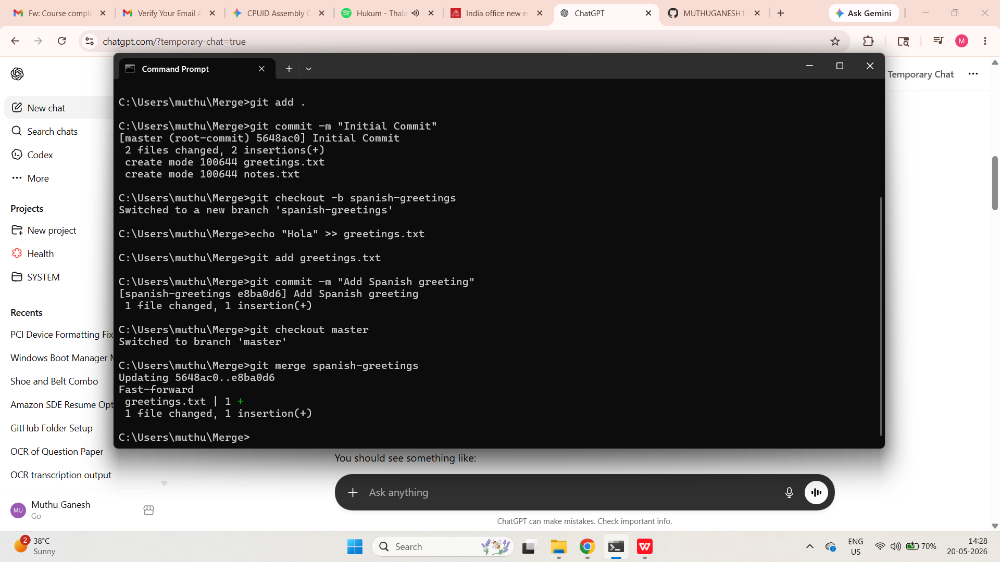 Fw: Course comple
Verify Your Email A
CPUID Assembly C
Hukum - Thala
India office new e
ChatGPT
MUTHUGANESH1
Ask Gemini
chatgpt.com/?temporary-chat=true
M
Command Prompt
Temporary Chat
New chat
Search chats
Codex
More
Projects
New project
Health
SYSTEM
Recents
PCI Device Formatting Fix
Windows Boot Manager M
Shoe and Belt Combo
Amazon SDE Resume Opt
GitHub Folder Setup
OCR of Question Paper
OCR transcription output
MU
Muthu Ganesh
Go
C:\Users\muthu\Merge>git add .
C:\Users\muthu\Merge>git commit -m "Initial Commit"
[master (root-commit) 5648ac0] Initial Commit
2 files changed, 2 insertions(+)
create mode 100644 greetings.txt
create mode 100644 notes.txt
C:\Users\muthu\Merge>git checkout -b spanish-greetings
Switched to a new branch 'spanish-greetings'
C:\Users\muthu\Merge>echo "Hola" >> greetings.txt
C:\Users\muthu\Merge>git add greetings.txt
C:\Users\muthu\Merge>git commit -m "Add Spanish greeting"
[spanish-greetings e8ba0d6] Add Spanish greeting
1 file changed, 1 insertion(+)
C:\Users\muthu\Merge>git checkout master
Switched to branch 'master'
C:\Users\muthu\Merge>git merge spanish-greetings
Updating 5648ac0..e8ba0d6
Fast-forward
greetings.txt | 1 +
1 file changed, 1 insertion(+)
C:\Users\muthu\Merge>
You should see something like:
Ask anything
ChatGPT can make mistakes. Check important info.
2
38°C
Sunny
Search
ENG
US
70%
14:28
20-05-2026